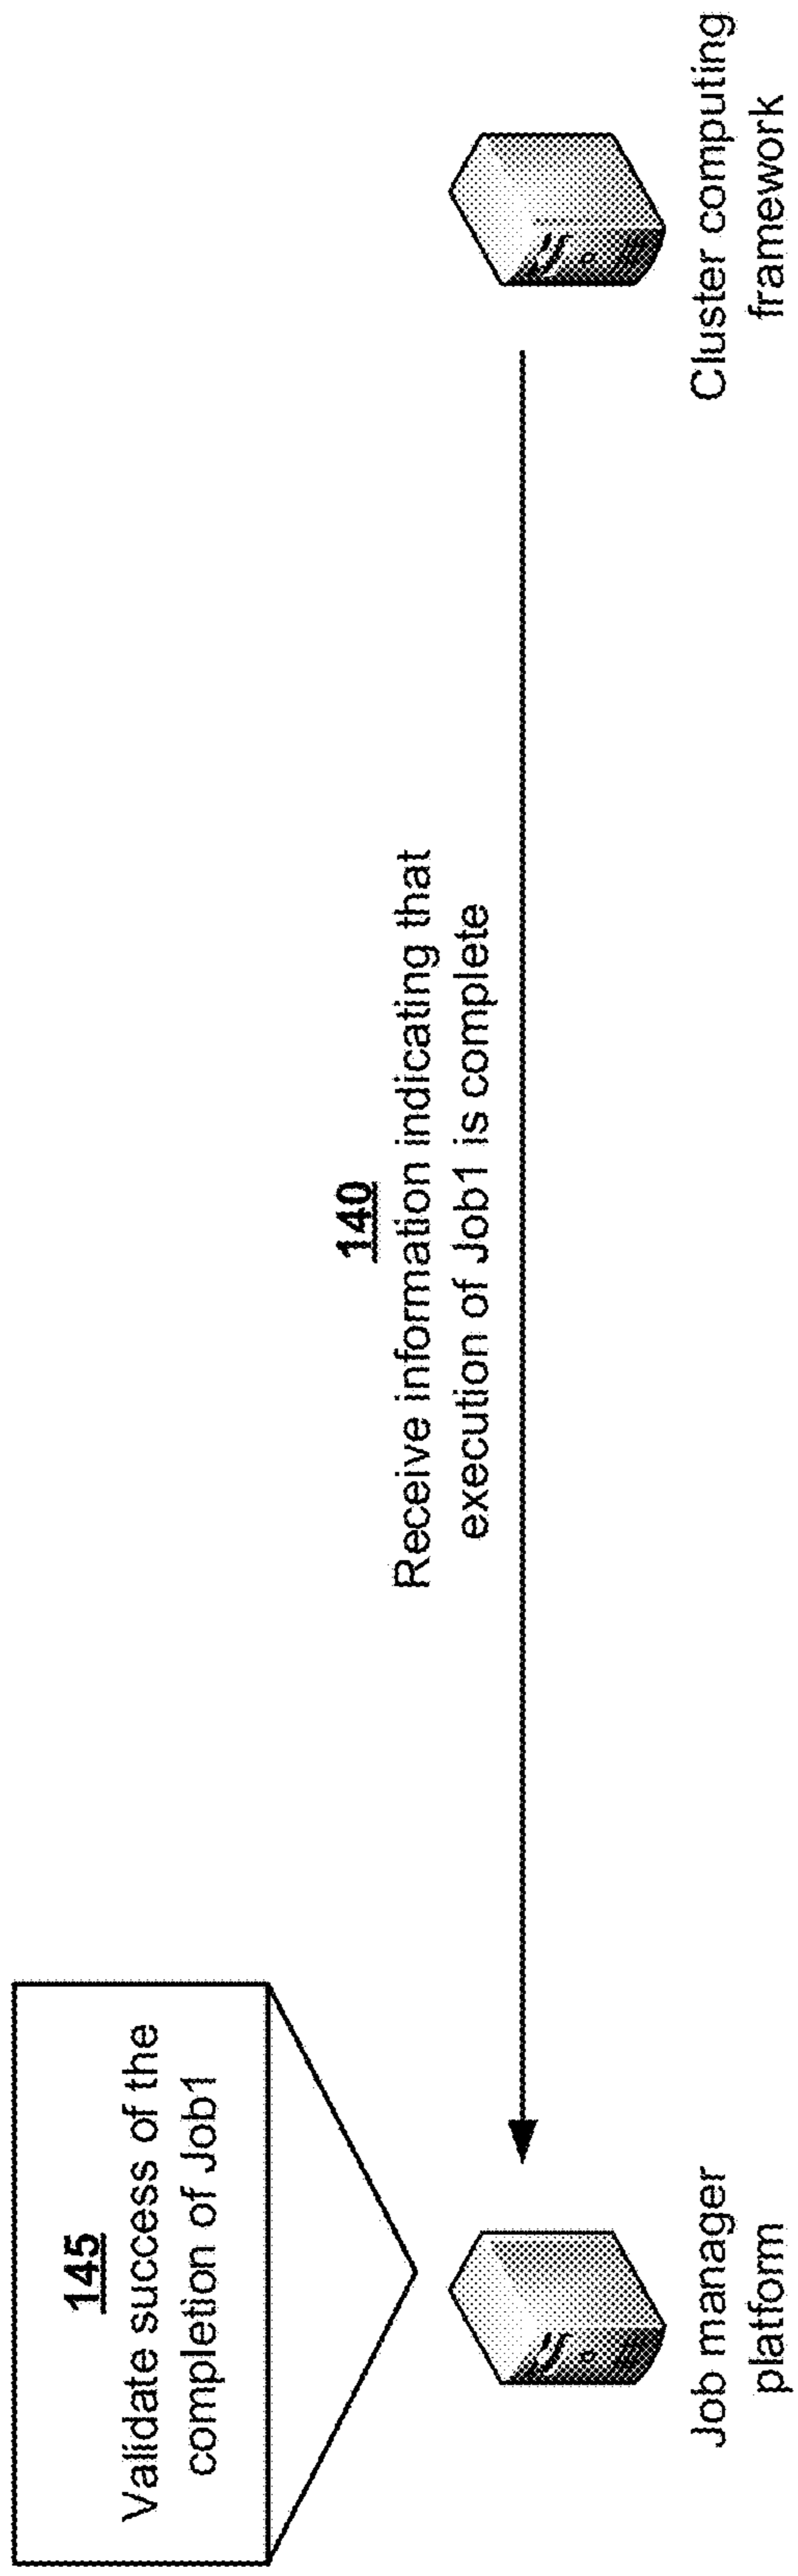 145
Validate success of the
completion of Job1
140
Receive information indicating that
execution of Job1 is complete
Job manager
platform
Cluster computing
framework